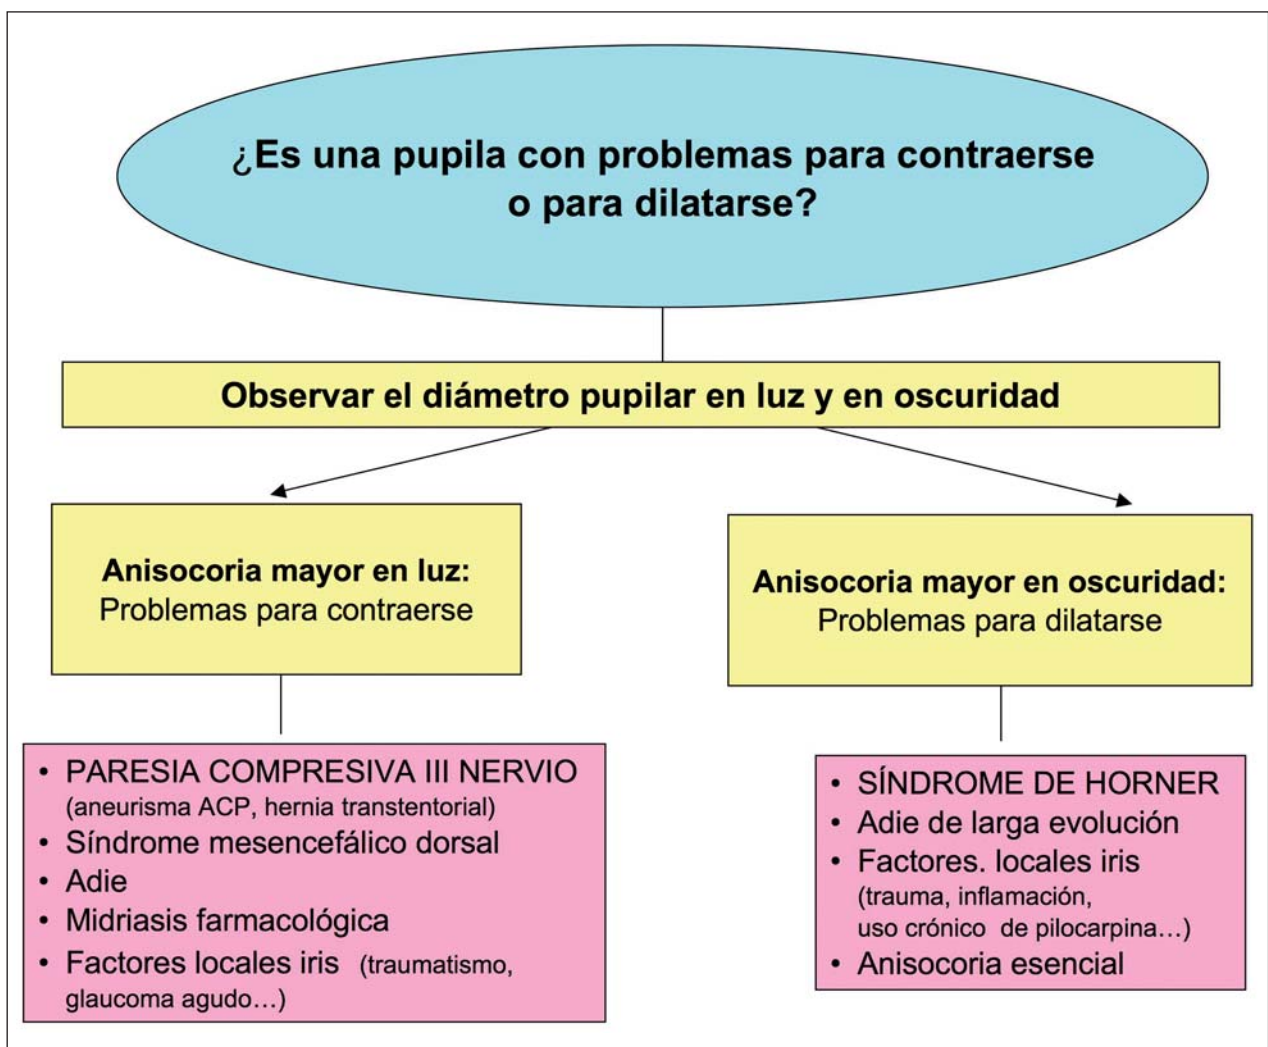 ¿Es una pupila con problemas para contraerse
o para dilatarse?
Observar el diámetro pupilar en luz y en oscuridad
Anisocoria mayor en luz:
Problemas para contraerse
Anisocoria mayor en oscuridad:
Problemas para dilatarse
• PARESIA COMPRESIVA III NERVIO
(aneurisma ACP, hernia transtentorial)
• Síndrome mesencefálico dorsal
• Adie
• Midriasis farmacológica
• Factores locales iris (traumatismo,
glaucoma agudo…)
• SÍNDROME DE HORNER
• Adie de larga evolución
• Factores. locales iris
(trauma, inflamación,
uso crónico de pilocarpina…)
• Anisocoria esencial